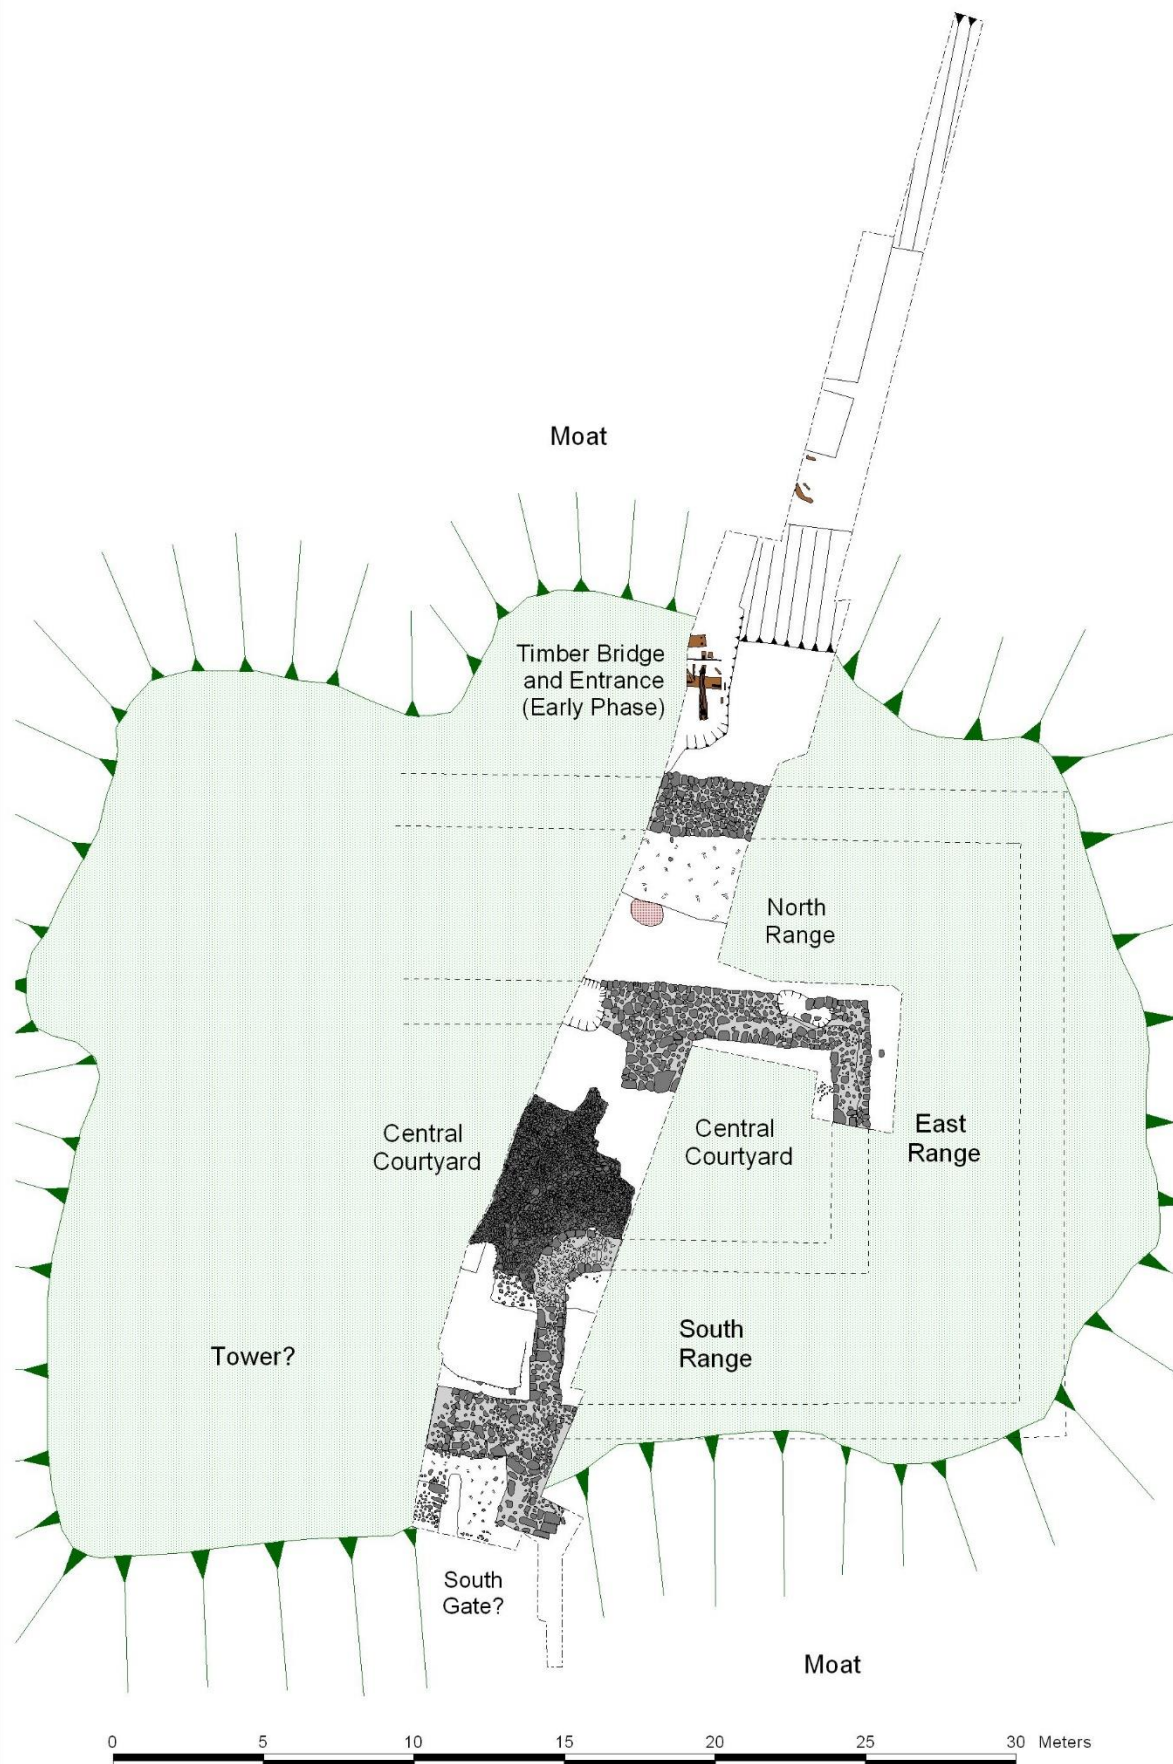 Moat
Timber Bridge
and Entrance
(Early Phase)
North
Range
Central
Courtyard
Central
Courtyard
East
Range
Tower?
South
Range
South
Gate?
Moat
0 5 10 15 20 25 30 Meters